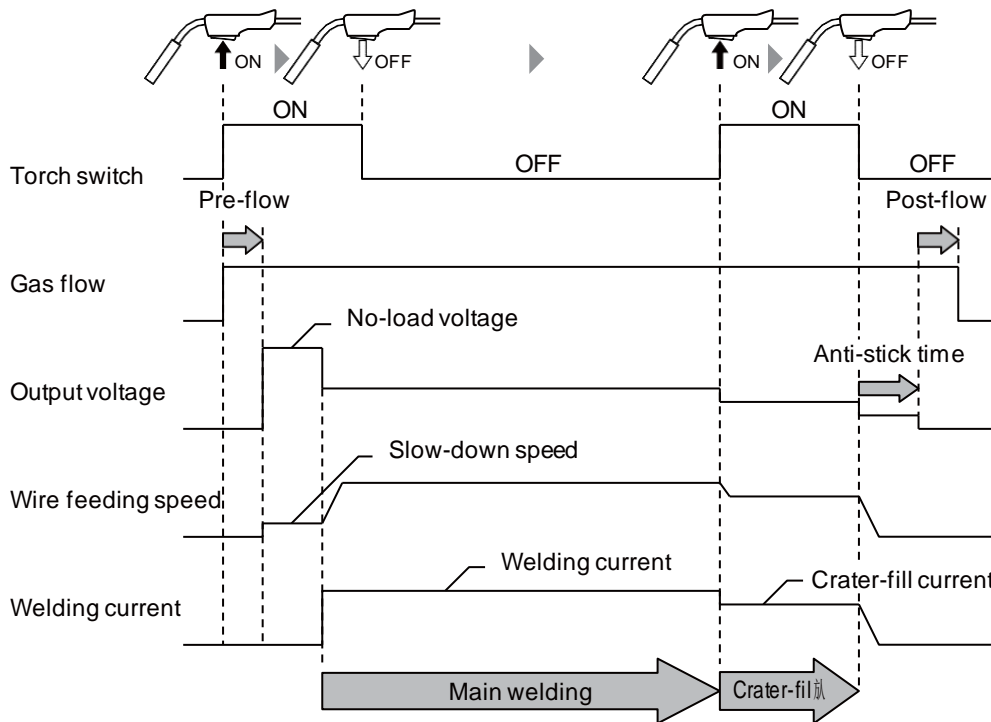 ON
OFF
ON
OFF
ON
ON
Torch switch
OFF
OFF
Pre-flow
Post-flow
Gas flow
No-load voltage
Anti-stick time
Output voltage
Slow-down speed
Wire feeding speed
Welding current
Crater-fill current
Welding current
Main welding
Crater-fil